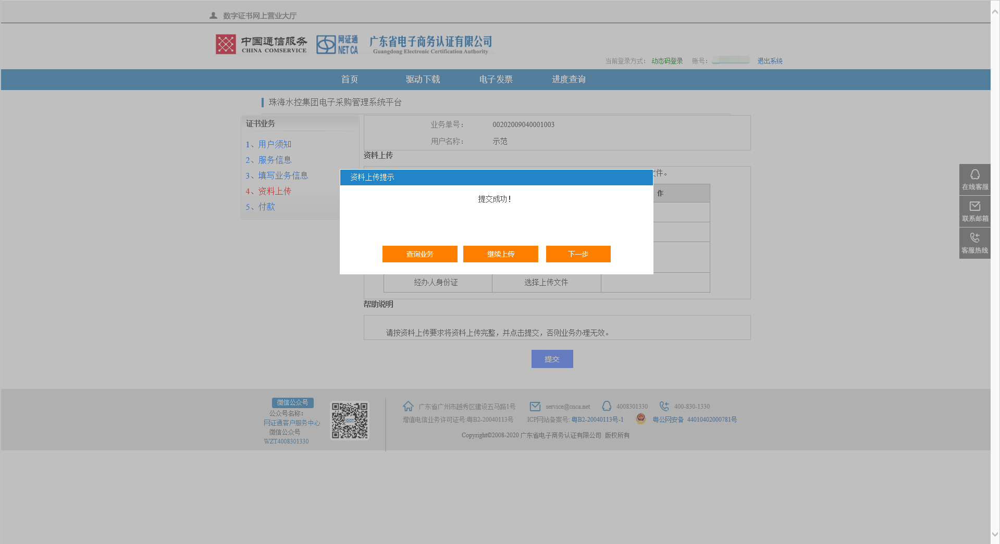 数字证书网上营业大厅
中国通信服务
CHINA COMSERVICE
网证通
NETCA
广东省电子商务认证有限公司
Guangdong Electronic Certification Authority
当前登录方式： 动态码登录 账号： 退出系统
首页 驱动下载 电子发票 进度查询
珠海水控集团电子采购管理系统平台
证书业务
1、用户须知
2、服务信息
3、填写业务信息
4、资料上传
5、付款
业务单号： 00202009040001003
用户名称： 示范
资料上传
件。
作
资料上传提示
提交成功！
查询业务 继续上传 下一步
经办人身份证 选择上传文件
帮助说明
请按资料上传要求将资料上传完整，并点击提交，否则业务办理无效。
提交
在线客服
联系邮箱
客服热线
微信公众号
公众号名称：
网证通客户服务中心
微信公众号
WZT4008301330
广东省广州市越秀区建设五马路1号 service@cnca.net 4008301330 400-830-1330
增值电信业务许可证号:粤B2-20040113号 ICP网站备案号: 粤B2-20040113号-1 粤公网安备 44010402000781号
Copyright©2008-2020 广东省电子商务认证有限公司 版权所有